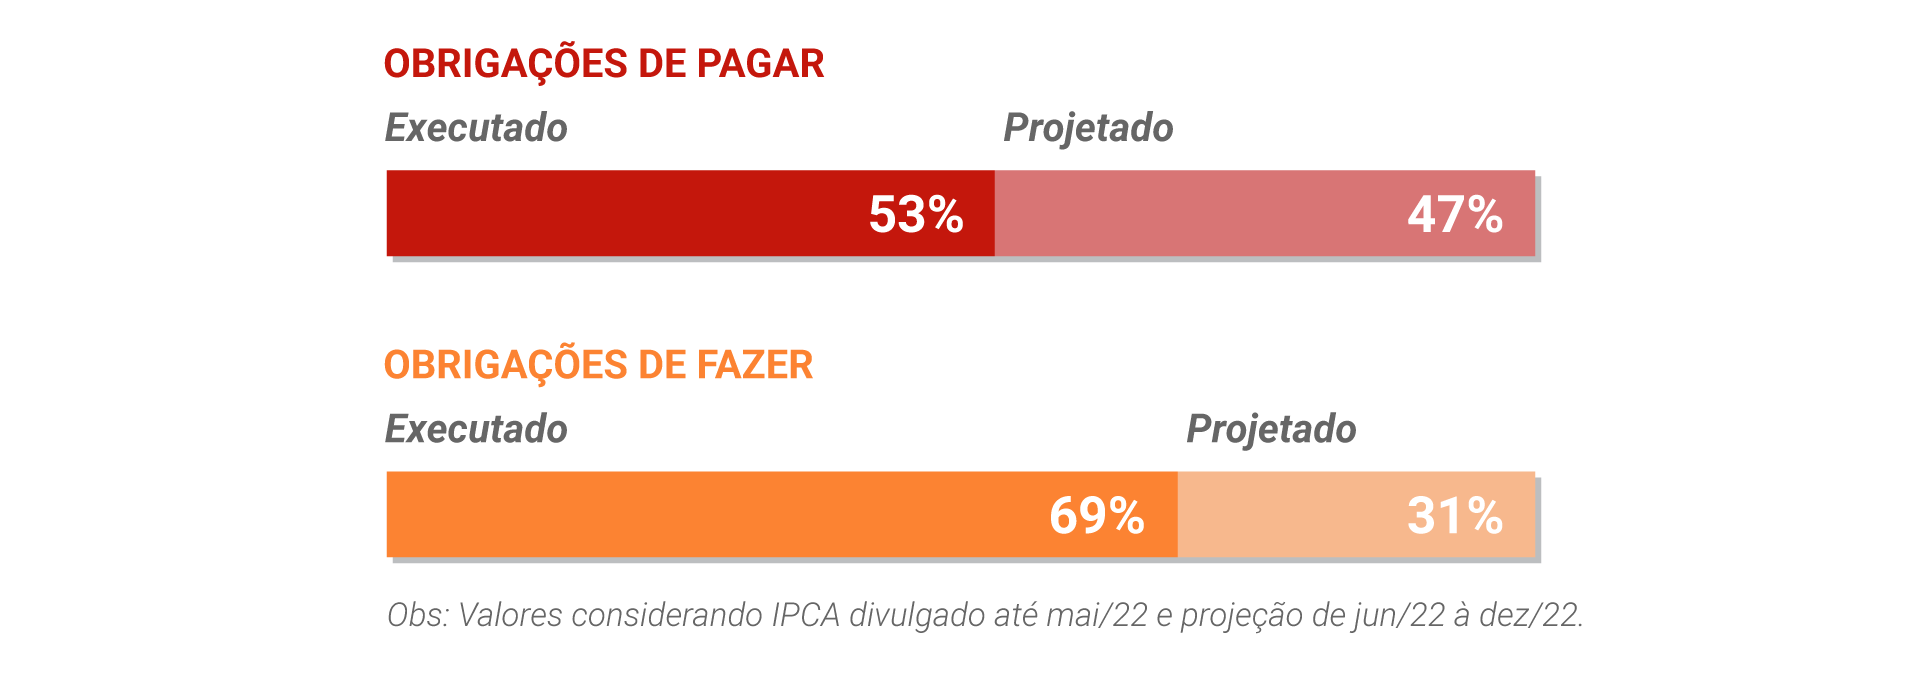 OBRIGAÇÕES DE PAGAR
Executado Projetado
53% 47%
OBRIGAÇÕES DE FAZER
Executado Projetado
69% 31%
Obs: Valores considerando IPCA divulgado até mai/22 e projeção de jun/22 à dez/22.